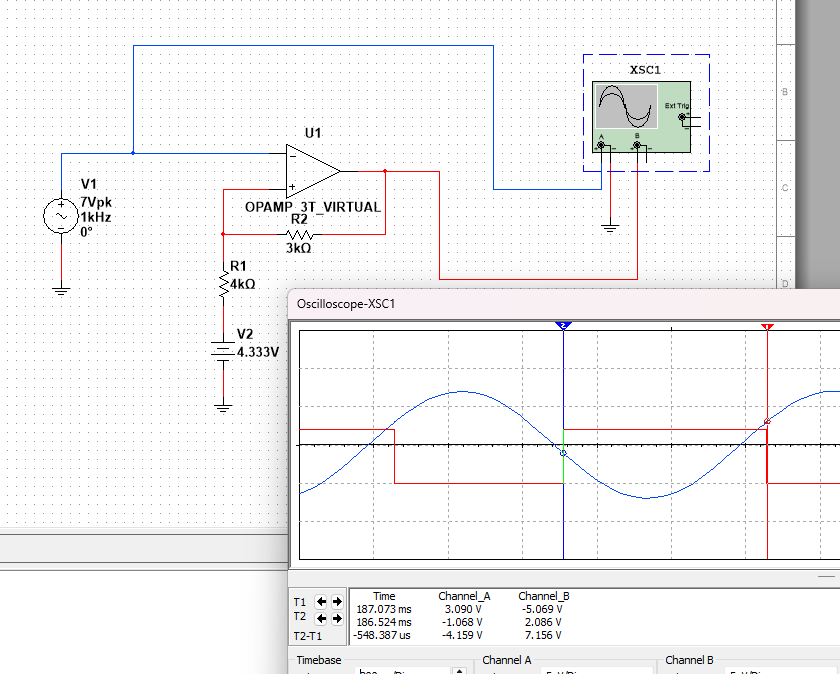 XSC1
B
Ext Trig
+
A
B
U1
V1
7Vpk
1kHz
0°
C
OPAMP_3T_VIRTUAL
R2
3kΩ
R1
4kΩ
D
V2
4.333V
Oscilloscope-XSC1
2
1
Time Channel_A Channel_B
T1 187.073 ms 3.090 V -5.069 V
T2 186.524 ms -1.068 V 2.086 V
T2-T1 -548.387 us -4.159 V 7.156 V
Timebase Channel A Channel B